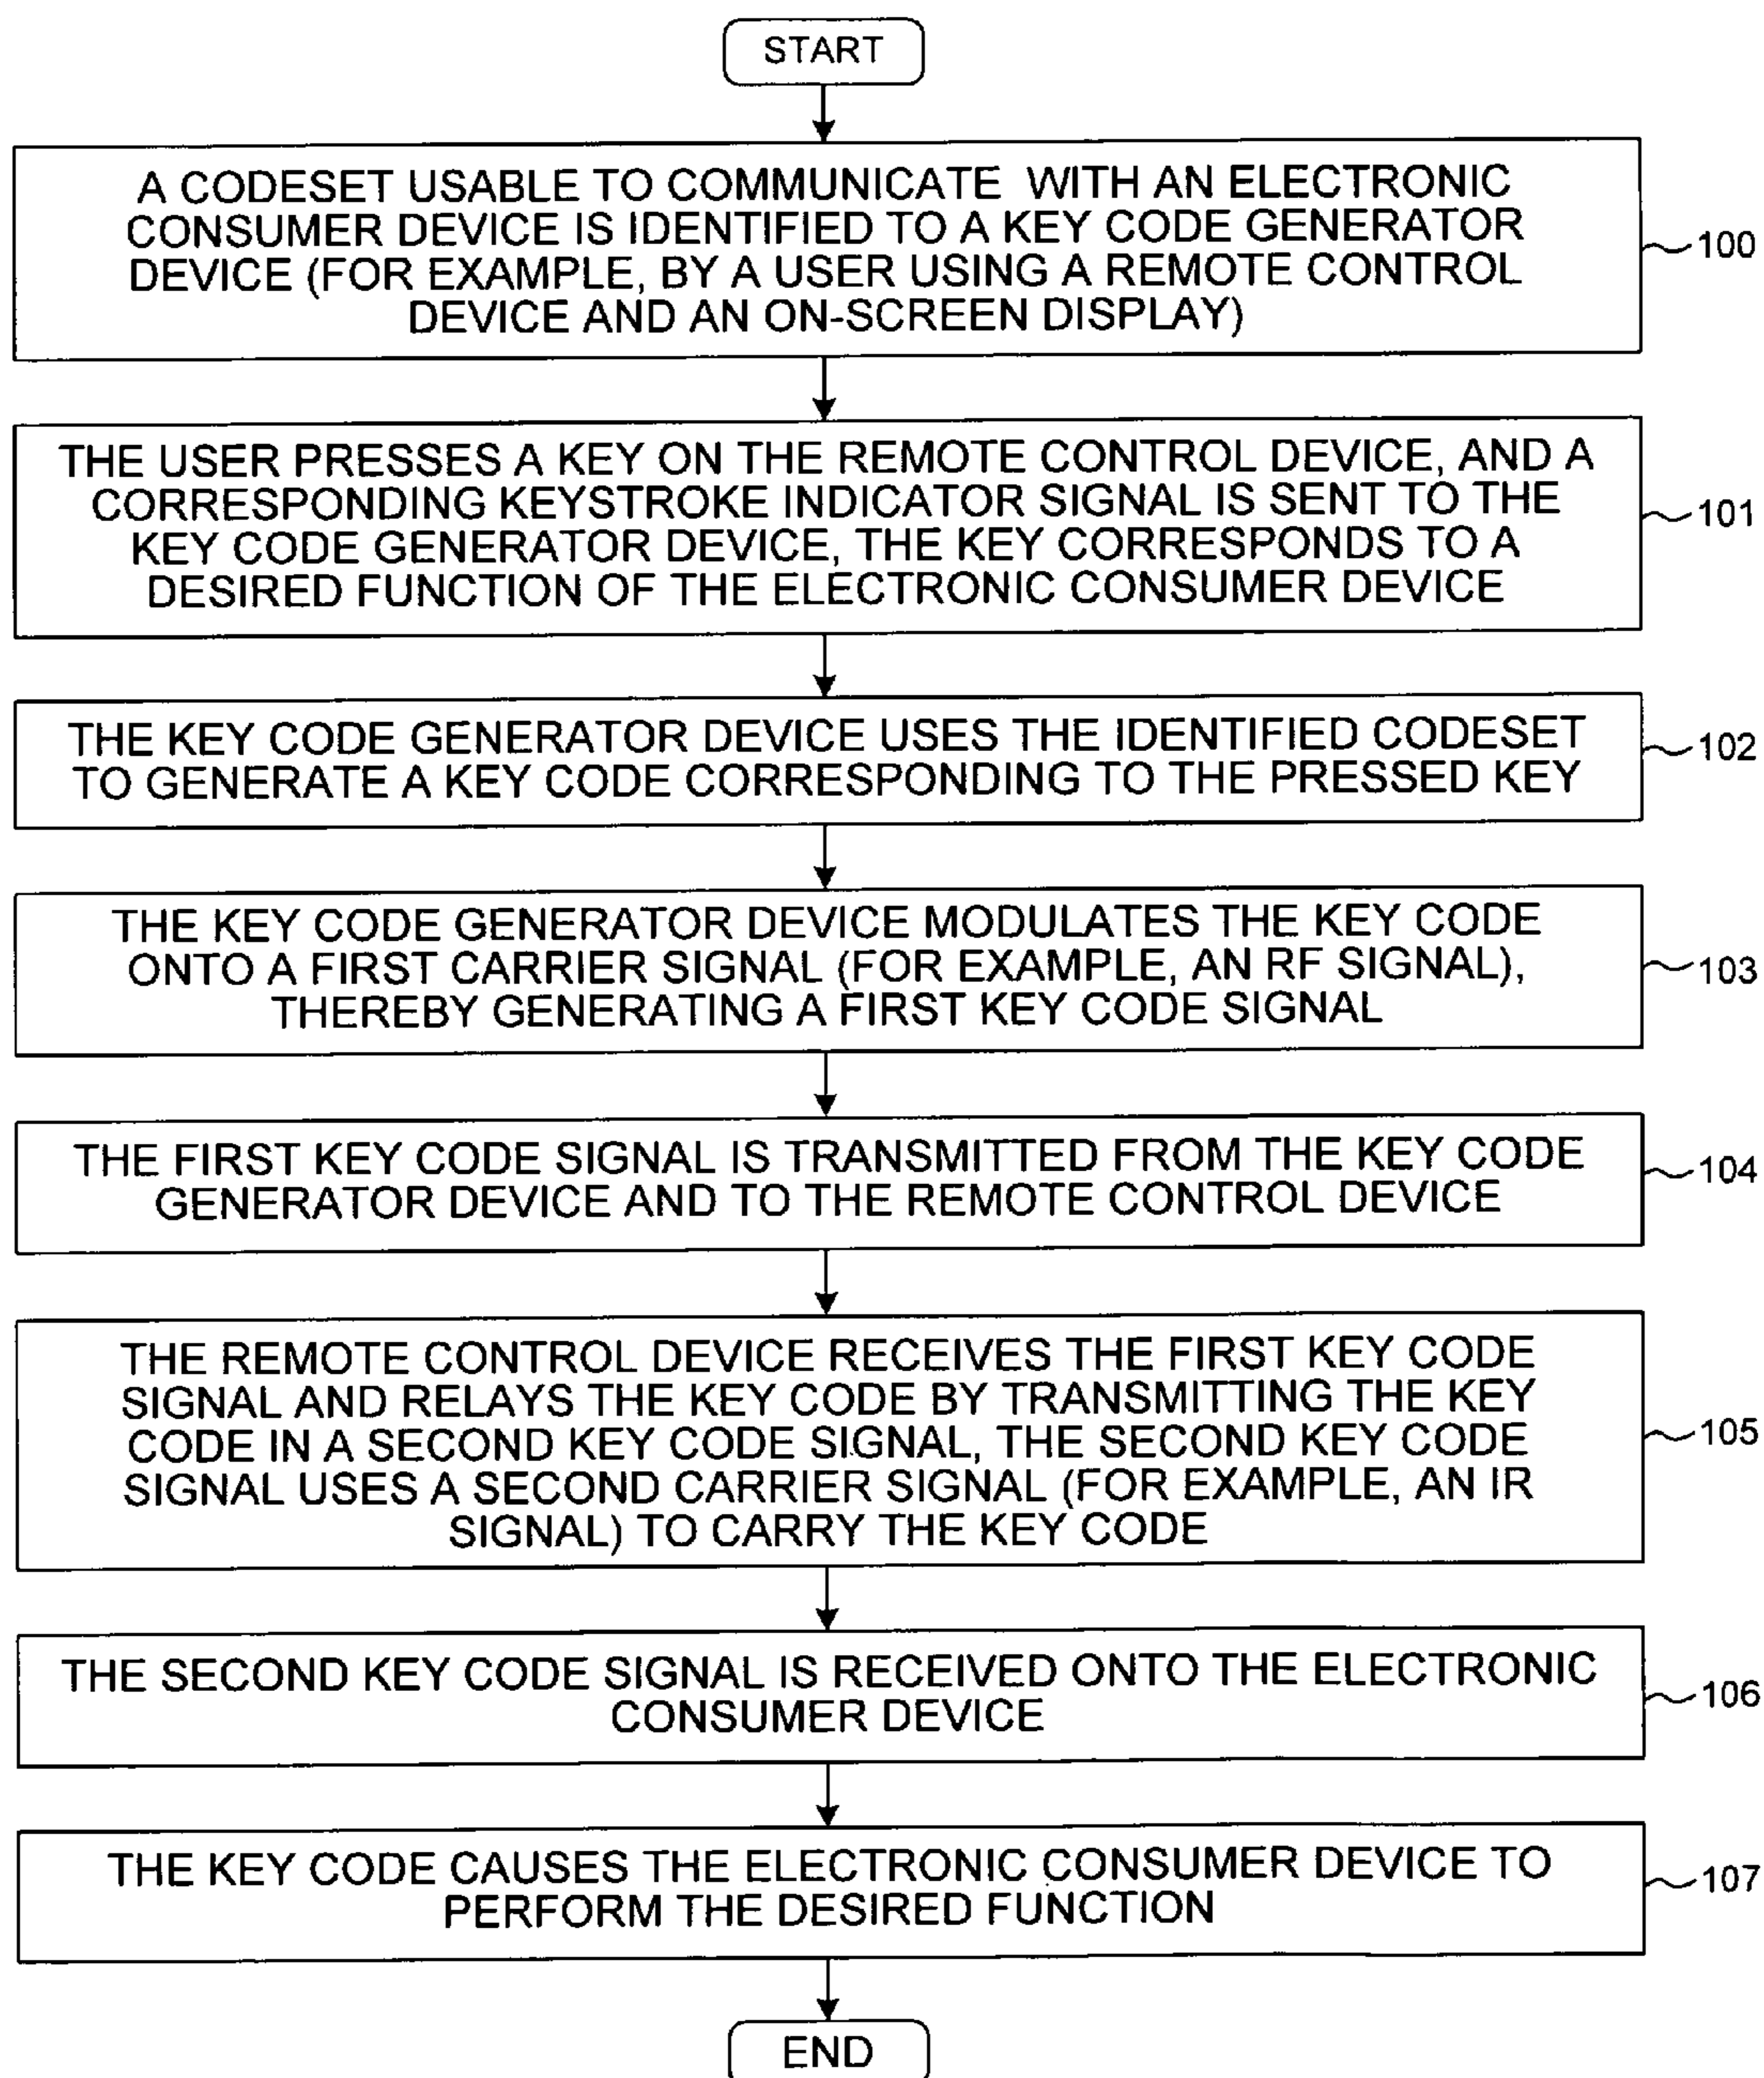 START
A CODESET USABLE TO COMMUNICATE WITH AN ELECTRONIC
CONSUMER DEVICE IS IDENTIFIED TO A KEY CODE GENERATOR
DEVICE (FOR EXAMPLE, BY A USER USING A REMOTE CONTROL
DEVICE AND AN ON-SCREEN DISPLAY)
100
THE USER PRESSES A KEY ON THE REMOTE CONTROL DEVICE, AND A
CORRESPONDING KEYSTROKE INDICATOR SIGNAL IS SENT TO THE
KEY CODE GENERATOR DEVICE, THE KEY CORRESPONDS TO A
DESIRED FUNCTION OF THE ELECTRONIC CONSUMER DEVICE
101
THE KEY CODE GENERATOR DEVICE USES THE IDENTIFIED CODESET
TO GENERATE A KEY CODE CORRESPONDING TO THE PRESSED KEY
102
THE KEY CODE GENERATOR DEVICE MODULATES THE KEY CODE
ONTO A FIRST CARRIER SIGNAL (FOR EXAMPLE, AN RF SIGNAL),
THEREBY GENERATING A FIRST KEY CODE SIGNAL
103
THE FIRST KEY CODE SIGNAL IS TRANSMITTED FROM THE KEY CODE
GENERATOR DEVICE AND TO THE REMOTE CONTROL DEVICE
104
THE REMOTE CONTROL DEVICE RECEIVES THE FIRST KEY CODE
SIGNAL AND RELAYS THE KEY CODE BY TRANSMITTING THE KEY
CODE IN A SECOND KEY CODE SIGNAL, THE SECOND KEY CODE
SIGNAL USES A SECOND CARRIER SIGNAL (FOR EXAMPLE, AN IR
SIGNAL) TO CARRY THE KEY CODE
105
THE SECOND KEY CODE SIGNAL IS RECEIVED ONTO THE ELECTRONIC
CONSUMER DEVICE
106
THE KEY CODE CAUSES THE ELECTRONIC CONSUMER DEVICE TO
PERFORM THE DESIRED FUNCTION
107
END